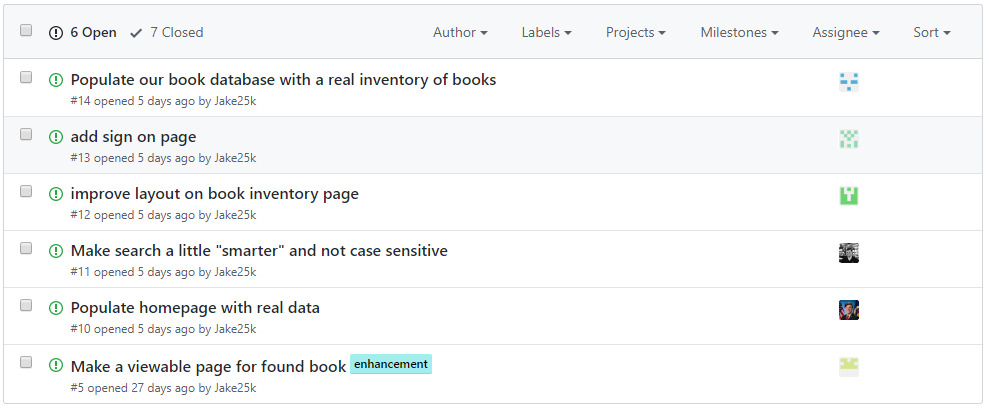 6 Open 7 Closed Author Labels Projects Milestones Assignee Sort
Populate our book database with a real inventory of books
#14 opened 5 days ago by Jake25k
add sign on page
#13 opened 5 days ago by Jake25k
improve layout on book inventory page
#12 opened 5 days ago by Jake25k
Make search a little "smarter" and not case sensitive
#11 opened 5 days ago by Jake25k
Populate homepage with real data
#10 opened 5 days ago by Jake25k
Make a viewable page for found book enhancement
#5 opened 27 days ago by Jake25k